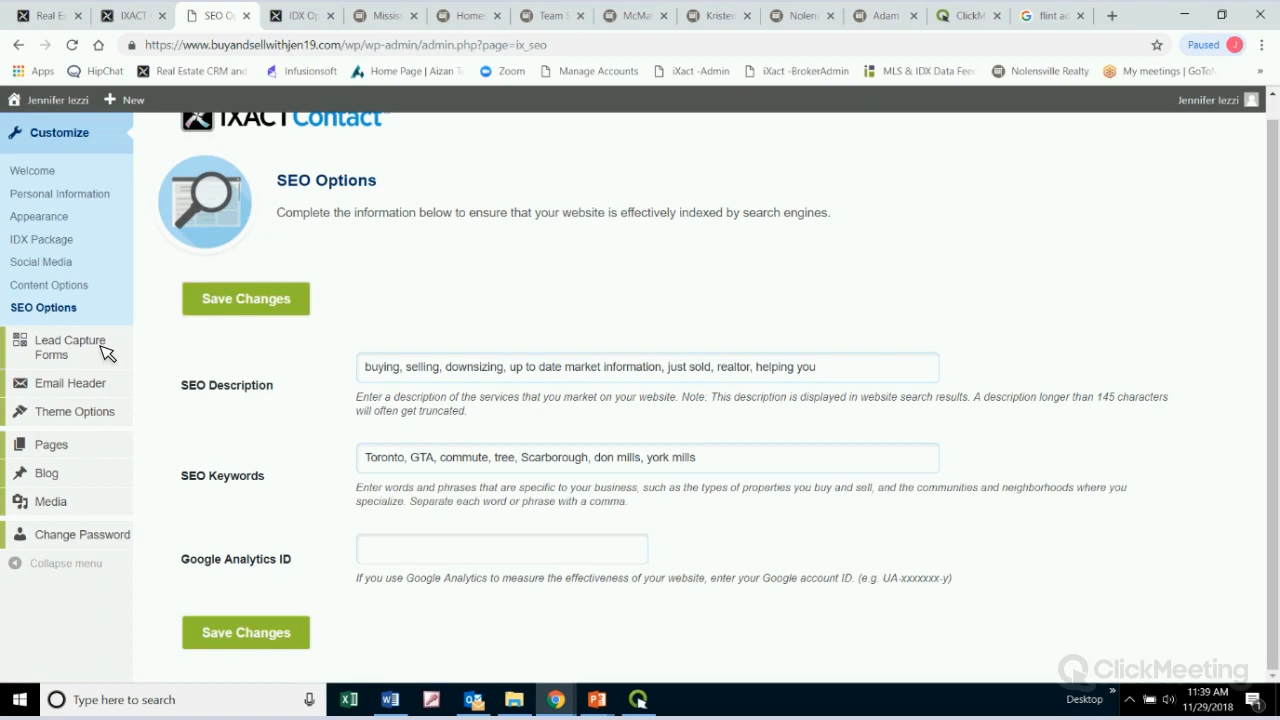 Real Es
IXACT C
SEO O
IDX Op
Mississ
Homes
Team S
McMa
Kristen
Nolent
Adam
ClickM
flint ad
https://www.buyandsellwithjen19.com/wp/wp-admin/admin.php?page=ix_seo
Paused
J
Apps
HipChat
Real Estate CRM and
Infusionsoft
Home Page | Aizan T
Zoom
Manage Accounts
iXact -Admin
iXact -BrokerAdmin
MLS & IDX Data Fee
Nolensville Realty
My meetings | GoTo
»
Jennifer Iezzi
New
Jennifer Iezzi
Customize
IXACT Contact
Welcome
Personal Information
Appearance
IDX Package
Social Media
Content Options
SEO Options
Lead Capture
Forms
Email Header
Theme Options
Pages
Blog
Media
Change Password
Collapse menu
SEO Options
Complete the information below to ensure that your website is effectively indexed by search engines.
Save Changes
SEO Description
buying, selling, downsizing, up to date market information, just sold, realtor, helping you
Enter a description of the services that you market on your website. Note: This description is displayed in website search results. A description longer than 145 characters
will often get truncated.
SEO Keywords
Toronto, GTA, commute, tree, Scarborough, don mills, york mills
Enter words and phrases that are specific to your business, such as the types of properties you buy and sell, and the communities and neighborhoods where you
specialize. Separate each word or phrase with a comma.
Google Analytics ID
If you use Google Analytics to measure the effectiveness of your website, enter your Google account ID. (e.g. UA-xxxxxxx-y)
Save Changes
ClickMeeting
Type here to search
Desktop
»
11:39 AM
11/29/2018
1